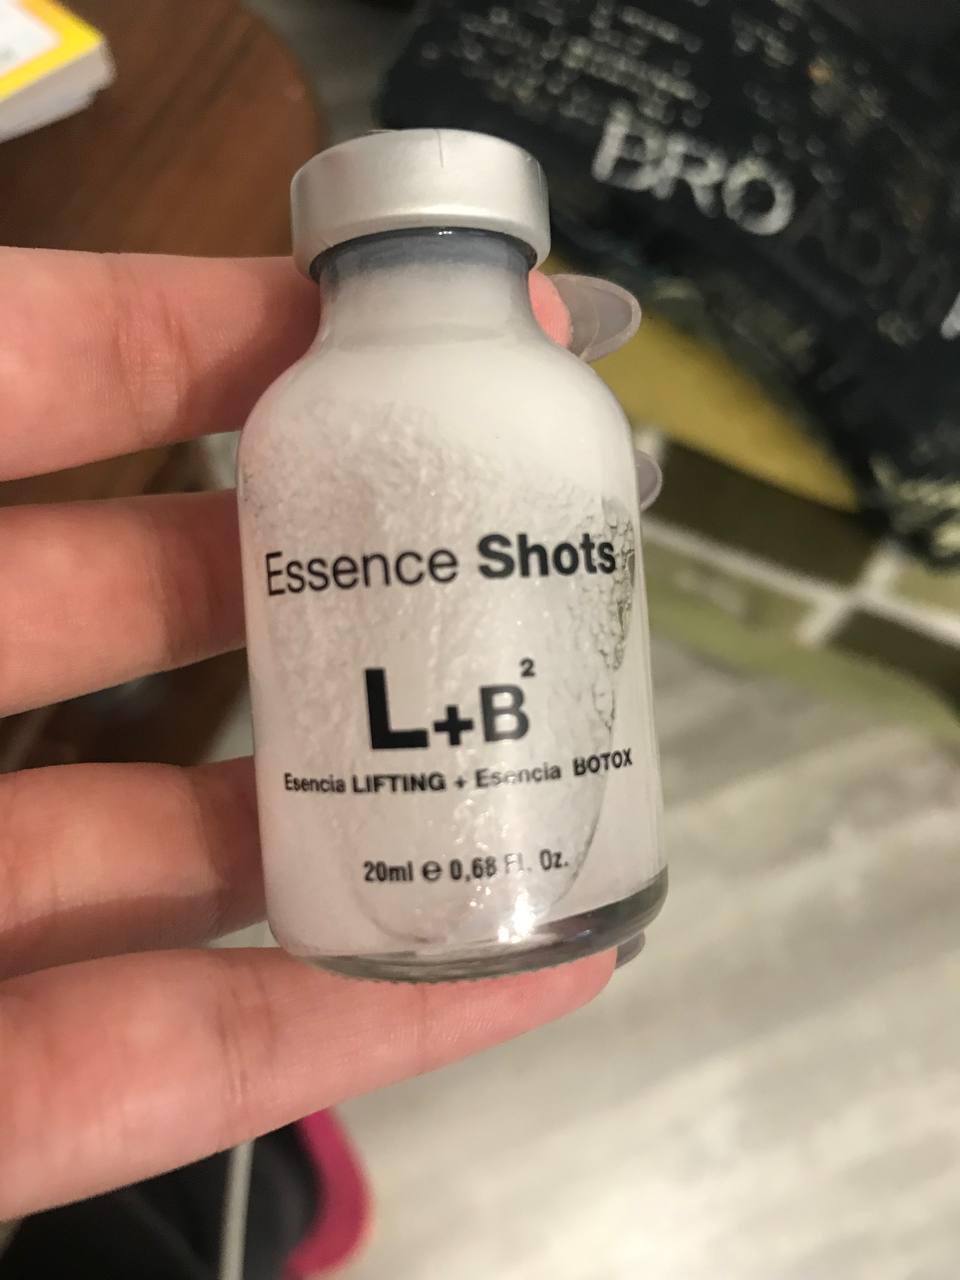 BRO
Essence Shots
L+B²
Esencia LIFTING + Esencia BOTOX
20ml ℮ 0,68 Fl. Oz.